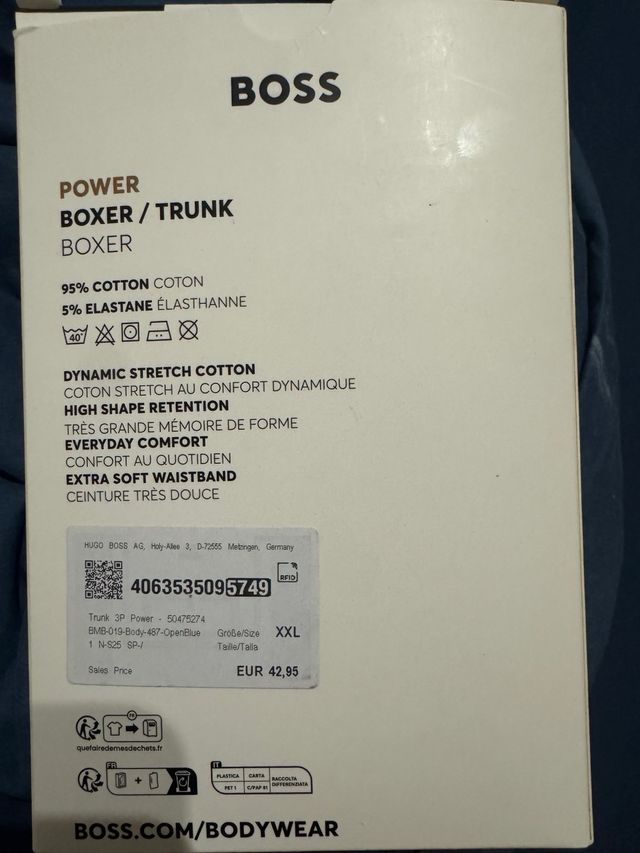 BOSS
POWER
BOXER / TRUNK
BOXER
95% COTTON COTON
5% ELASTANE ÉLASTHANNE
40°
DYNAMIC STRETCH COTTON
COTON STRETCH AU CONFORT DYNAMIQUE
HIGH SHAPE RETENTION
TRÈS GRANDE MÉMOIRE DE FORME
EVERYDAY COMFORT
CONFORT AU QUOTIDIEN
EXTRA SOFT WAISTBAND
CEINTURE TRÈS DOUCE
HUGO BOSS AG, Holy-Allee 3, D-72555 Metzingen, Germany
4063535095749
RFID
Trunk 3P Power - 50475274
BMB-019-Body-487-OpenBlue Größe/Size XXL
1 N-S25 SP-/ Taille/Talla
Sales Price EUR 42,95
FR
quefairedemesdechets.fr
FR
+
IT
PLASTICA CARTA RACCOLTA
PET 1 C/PAP 81 DIFFERENZIATA
BOSS.COM/BODYWEAR